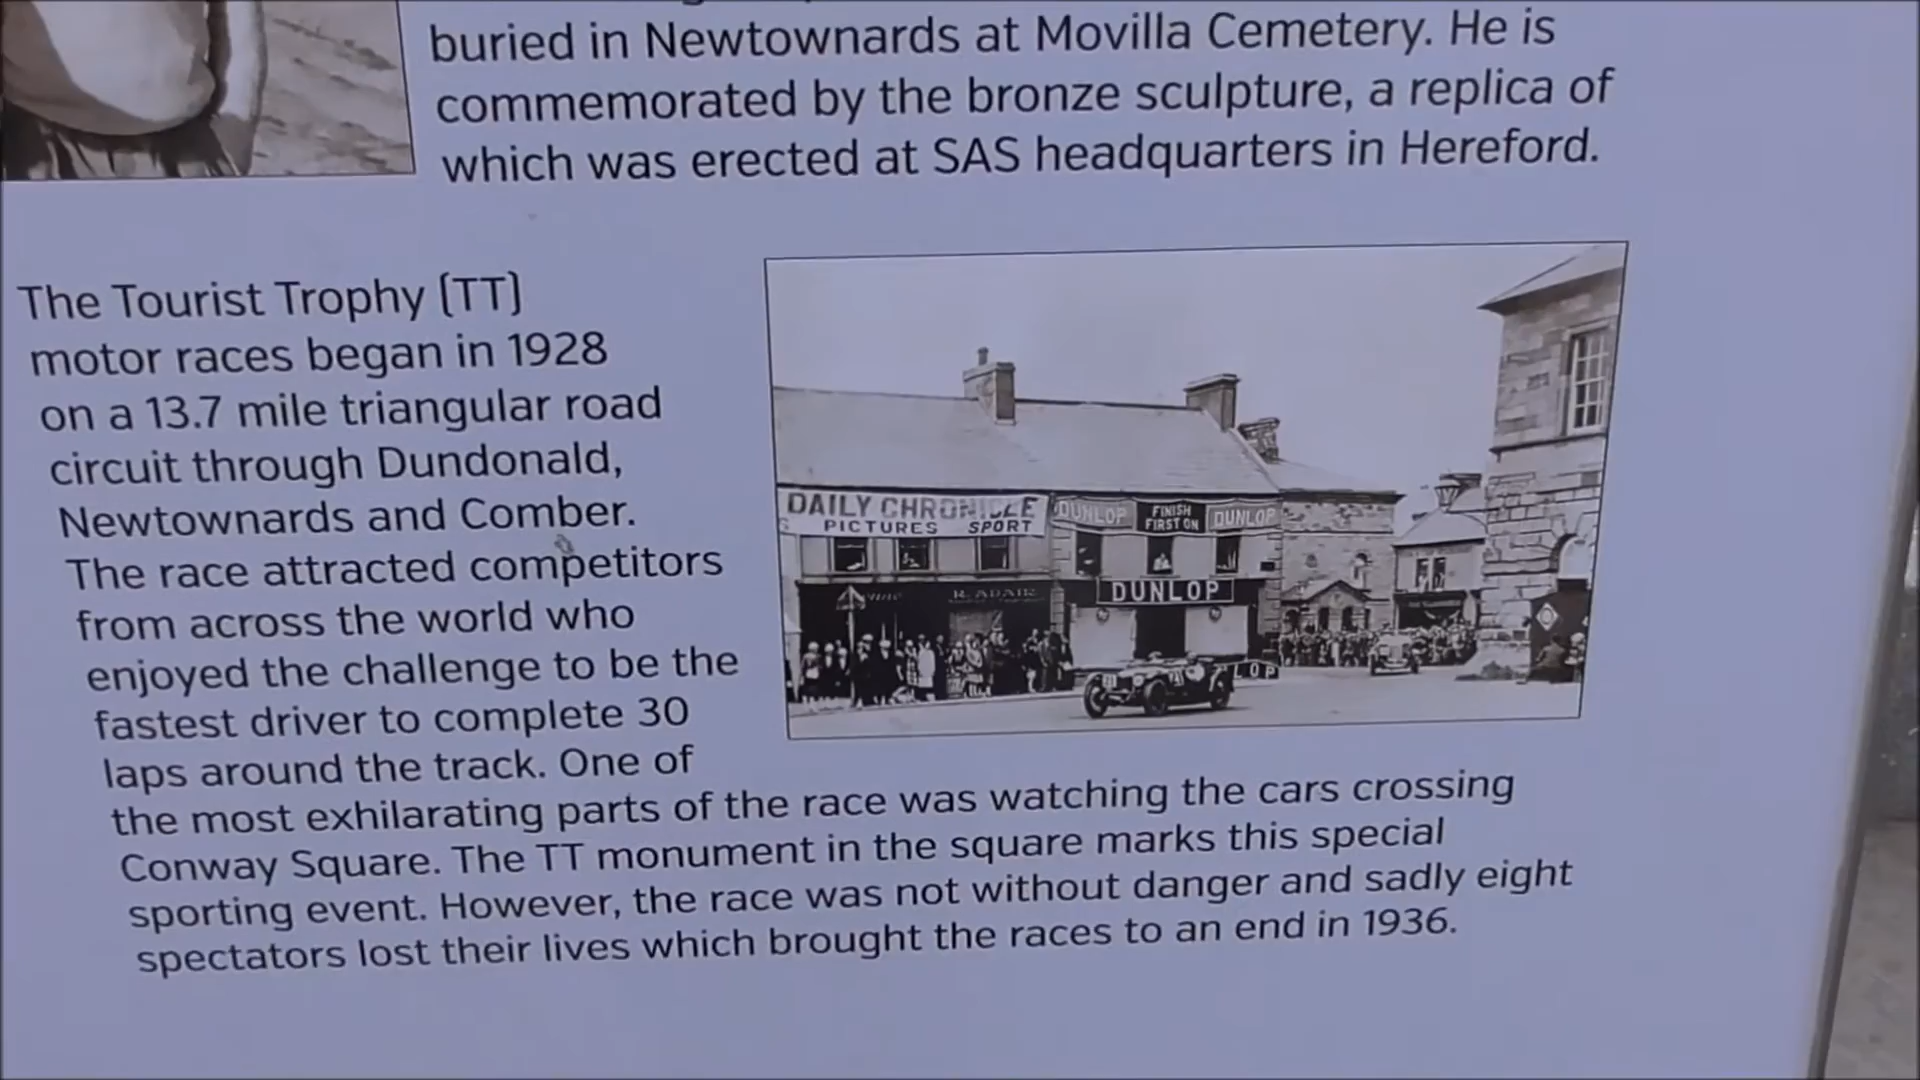 buried in Newtownards at Movilla Cemetery. He is
commemorated by the bronze sculpture, a replica of
which was erected at SAS headquarters in Hereford.
The Tourist Trophy (TT)
motor races began in 1928
on a 13.7 mile triangular road
circuit through Dundonald,
Newtownards and Comber.
The race attracted competitors
from across the world who
enjoyed the challenge to be the
fastest driver to complete 30
laps around the track. One of
the most exhilarating parts of the race was watching the cars crossing
Conway Square. The TT monument in the square marks this special
sporting event. However, the race was not without danger and sadly eight
spectators lost their lives which brought the races to an end in 1936.
DAILY CHRONICLE
PICTURES SPORT
DUNLOP
FINISH
FIRST ON
DUNLOP
DUNLOP
R. ADAIR
LOP